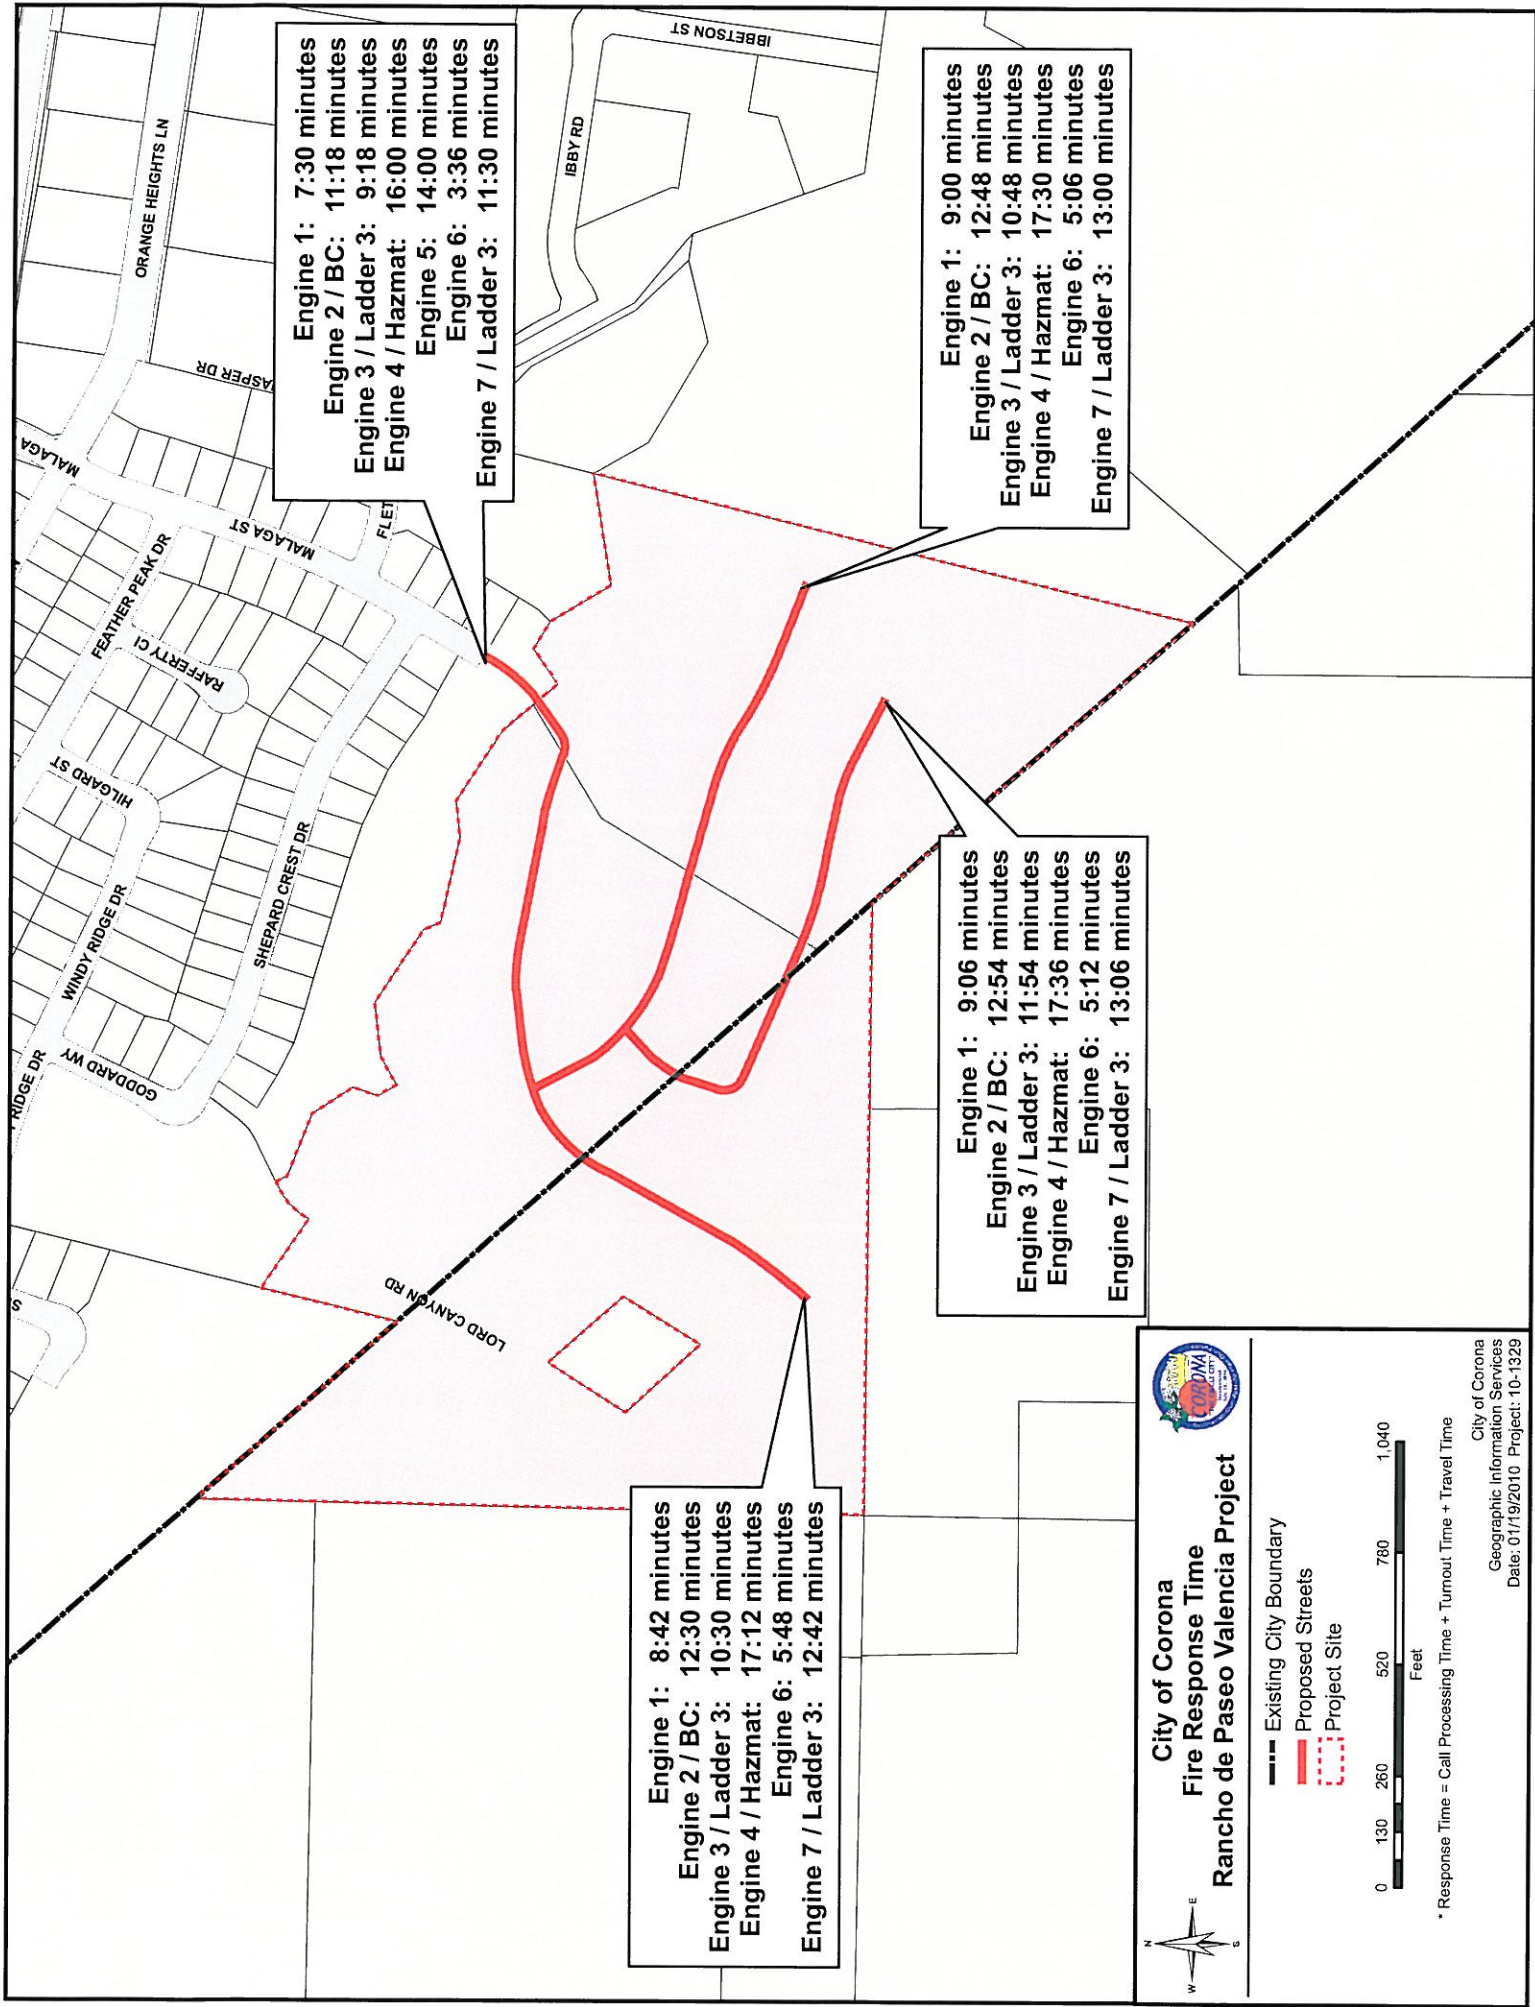 ORANGE HEIGHTS LN
MALAGA
ASPER DR
IBBETSON ST
IBBY RD
FEATHER PEAK DR
MALAGA ST
FLET
RAFFERTY CI
HILGARD ST
WINDY RIDGE DR
SHEPARD CREST DR
RIDGE DR
GODDARD WY
S
LORD CANYON RD
Engine 1: 7:30 minutes
Engine 2 / BC: 11:18 minutes
Engine 3 / Ladder 3: 9:18 minutes
Engine 4 / Hazmat: 16:00 minutes
Engine 5: 14:00 minutes
Engine 6: 3:36 minutes
Engine 7 / Ladder 3: 11:30 minutes
Engine 1: 9:00 minutes
Engine 2 / BC: 12:48 minutes
Engine 3 / Ladder 3: 10:48 minutes
Engine 4 / Hazmat: 17:30 minutes
Engine 6: 5:06 minutes
Engine 7 / Ladder 3: 13:00 minutes
Engine 1: 9:06 minutes
Engine 2 / BC: 12:54 minutes
Engine 3 / Ladder 3: 11:54 minutes
Engine 4 / Hazmat: 17:36 minutes
Engine 6: 5:12 minutes
Engine 7 / Ladder 3: 13:06 minutes
Engine 1: 8:42 minutes
Engine 2 / BC: 12:30 minutes
Engine 3 / Ladder 3: 10:30 minutes
Engine 4 / Hazmat: 17:12 minutes
Engine 6: 5:48 minutes
Engine 7 / Ladder 3: 12:42 minutes
N
W E
S
City of Corona
Fire Response Time
Rancho de Paseo Valencia Project
CORONA
Existing City Boundary
Proposed Streets
Project Site
0 130 260 520 780 1,040
Feet
* Response Time = Call Processing Time + Turnout Time + Travel Time
City of Corona
Geographic Information Services
Date: 01/19/2010 Project: 10-1329